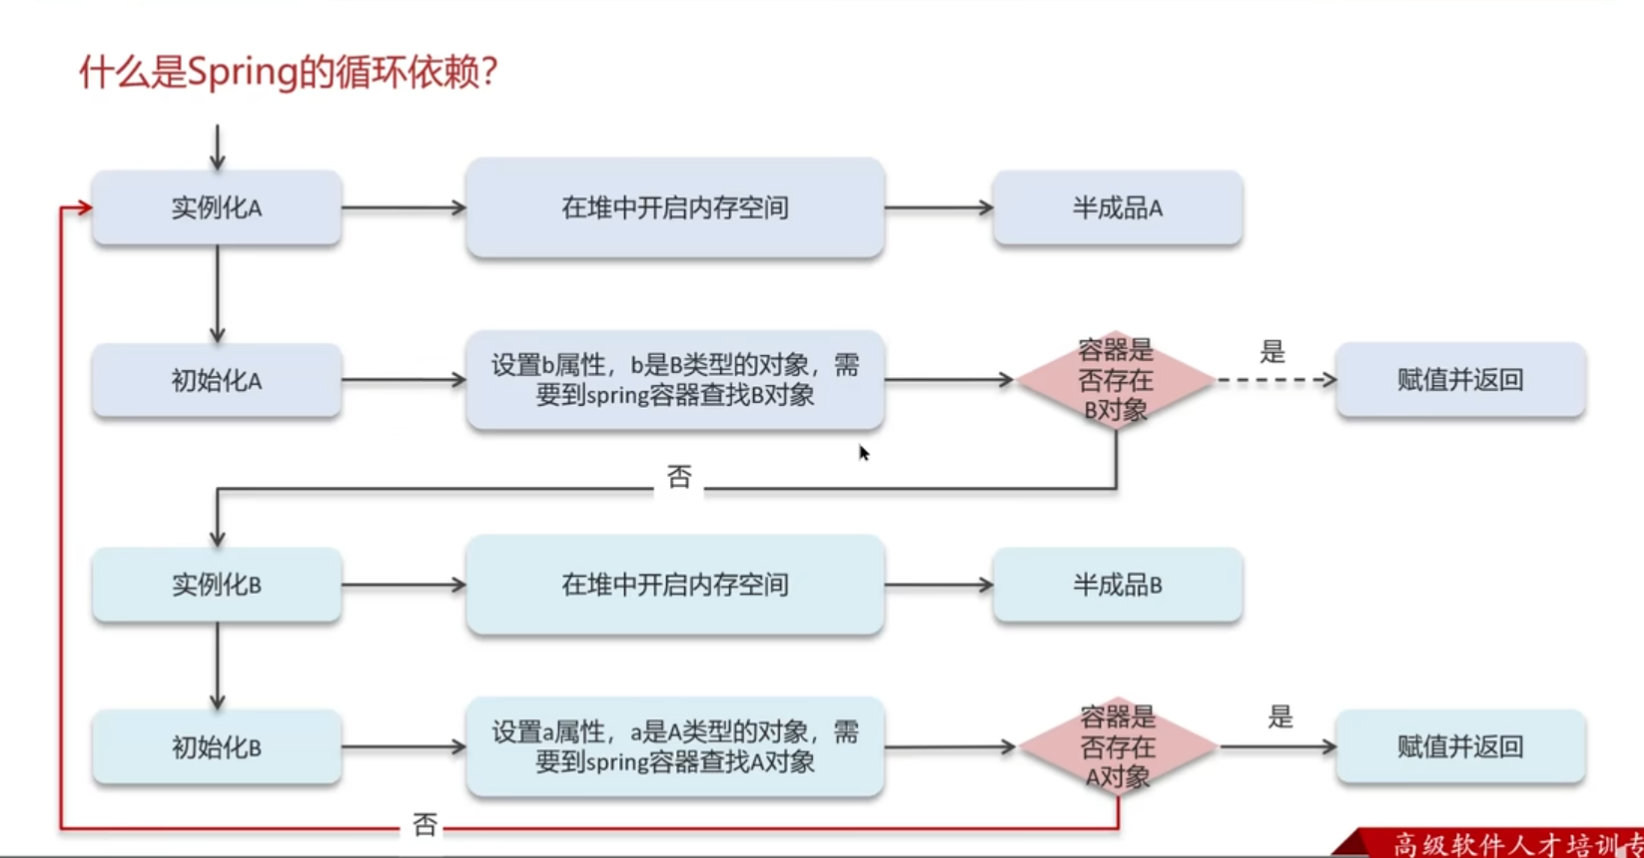 什么是Spring的循环依赖？
实例化A
在堆中开启内存空间
半成品A
初始化A
设置b属性，b是B类型的对象，需
要到spring容器查找B对象
容器是
否存在
B对象
是
赋值并返回
否
实例化B
在堆中开启内存空间
半成品B
初始化B
设置a属性，a是A类型的对象，需
要到spring容器查找A对象
容器是
否存在
A对象
是
赋值并返回
否
高级软件人才培训专